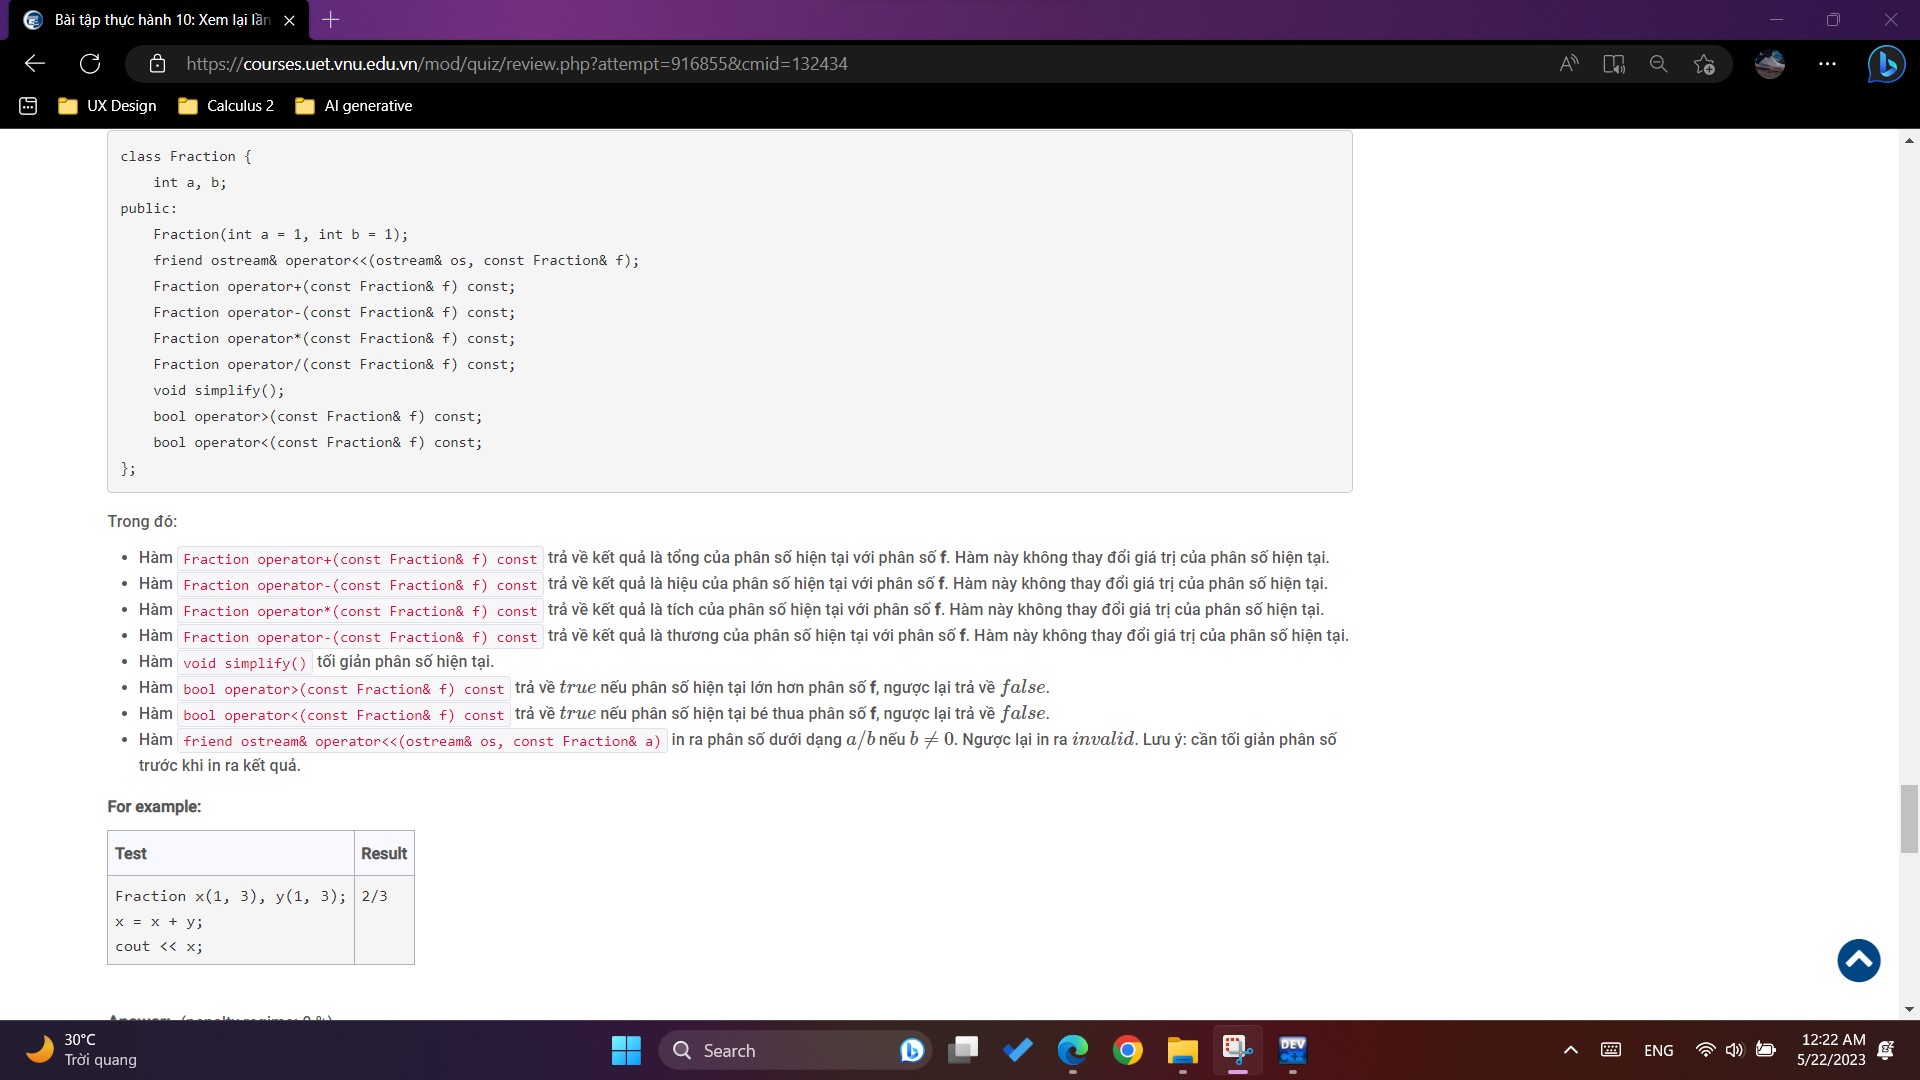 Bài tập thực hành 10: Xem lại lần
https://courses.uet.vnu.edu.vn/mod/quiz/review.php?attempt=916855&cmid=132434
UX Design
Calculus 2
AI generative
class Fraction {
    int a, b;
public:
    Fraction(int a = 1, int b = 1);
    friend ostream& operator<<(ostream& os, const Fraction& f);
    Fraction operator+(const Fraction& f) const;
    Fraction operator-(const Fraction& f) const;
    Fraction operator*(const Fraction& f) const;
    Fraction operator/(const Fraction& f) const;
    void simplify();
    bool operator>(const Fraction& f) const;
    bool operator<(const Fraction& f) const;
};
Trong đó:
• Hàm Fraction operator+(const Fraction& f) const trả về kết quả là tổng của phân số hiện tại với phân số f. Hàm này không thay đổi giá trị của phân số hiện tại.
• Hàm Fraction operator-(const Fraction& f) const trả về kết quả là hiệu của phân số hiện tại với phân số f. Hàm này không thay đổi giá trị của phân số hiện tại.
• Hàm Fraction operator*(const Fraction& f) const trả về kết quả là tích của phân số hiện tại với phân số f. Hàm này không thay đổi giá trị của phân số hiện tại.
• Hàm Fraction operator-(const Fraction& f) const trả về kết quả là thương của phân số hiện tại với phân số f. Hàm này không thay đổi giá trị của phân số hiện tại.
• Hàm void simplify() tối giản phân số hiện tại.
• Hàm bool operator>(const Fraction& f) const trả về true nếu phân số hiện tại lớn hơn phân số f, ngược lại trả về false.
• Hàm bool operator<(const Fraction& f) const trả về true nếu phân số hiện tại bé thua phân số f, ngược lại trả về false.
• Hàm friend ostream& operator<<(ostream& os, const Fraction& a) in ra phân số dưới dạng a/b nếu b ≠ 0. Ngược lại in ra invalid. Lưu ý: cần tối giản phân số
trước khi in ra kết quả.
For example:
Test Result
Fraction x(1, 3), y(1, 3); 2/3
x = x + y;
cout << x;
Answer: (penalty regime: 0 %)
30°C
Trời quang
Search
DEV
C++
ENG
12:22 AM
5/22/2023